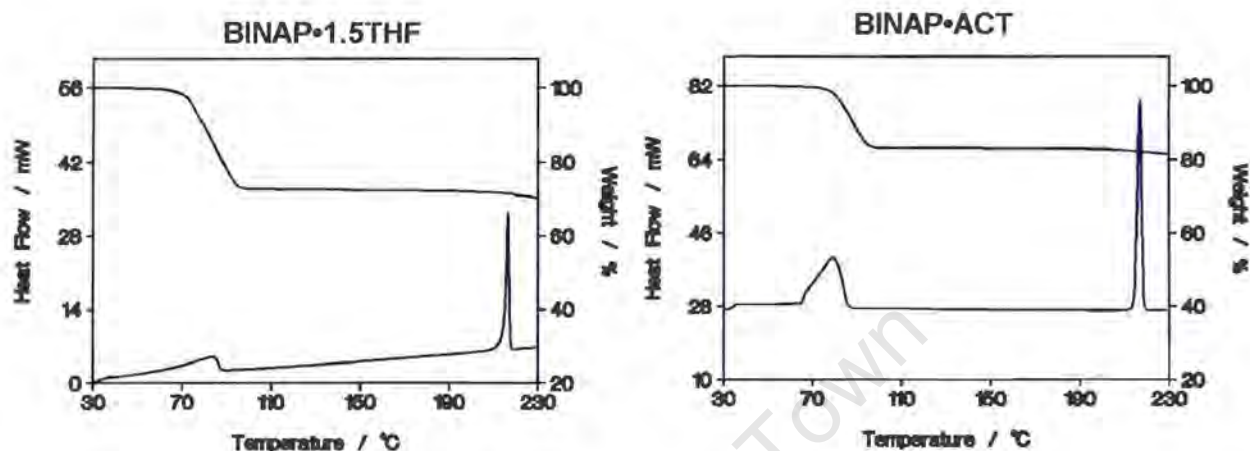 BINAP•1.5THF
56
42
28
14
0
100
80
60
40
20
30 70 110 150 190 230
Heat Flow / mW
Weight / %
Temperature / °C
BINAP•ACT
82
64
46
28
10
100
80
60
40
20
30 70 110 150 190 230
Heat Flow / mW
Weight / %
Temperature / °C
Town